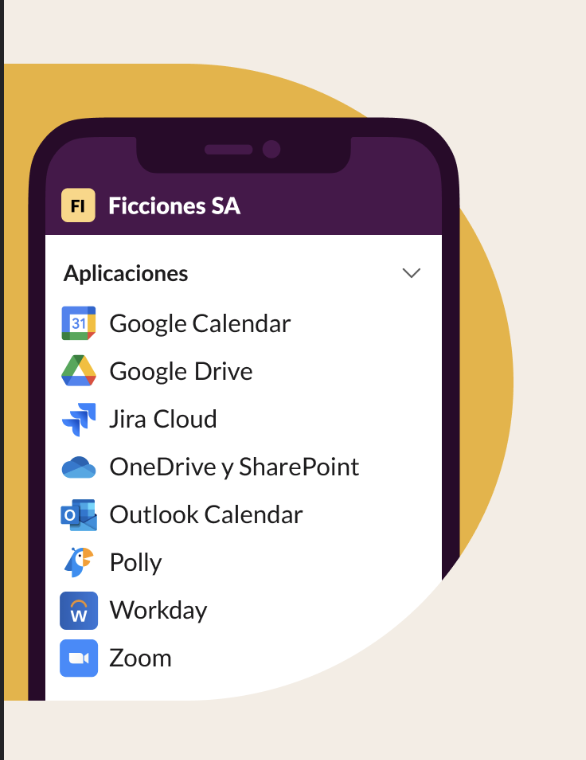 FI Ficciones SA
Aplicaciones
31 Google Calendar
Google Drive
Jira Cloud
OneDrive y SharePoint
O Outlook Calendar
Polly
W Workday
Zoom